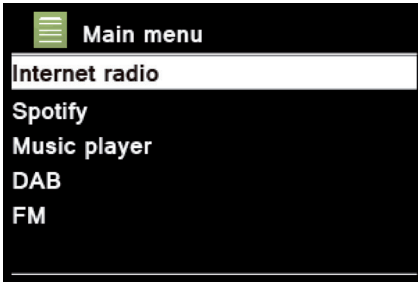 Main menu
Internet radio
Spotify
Music player
DAB
FM